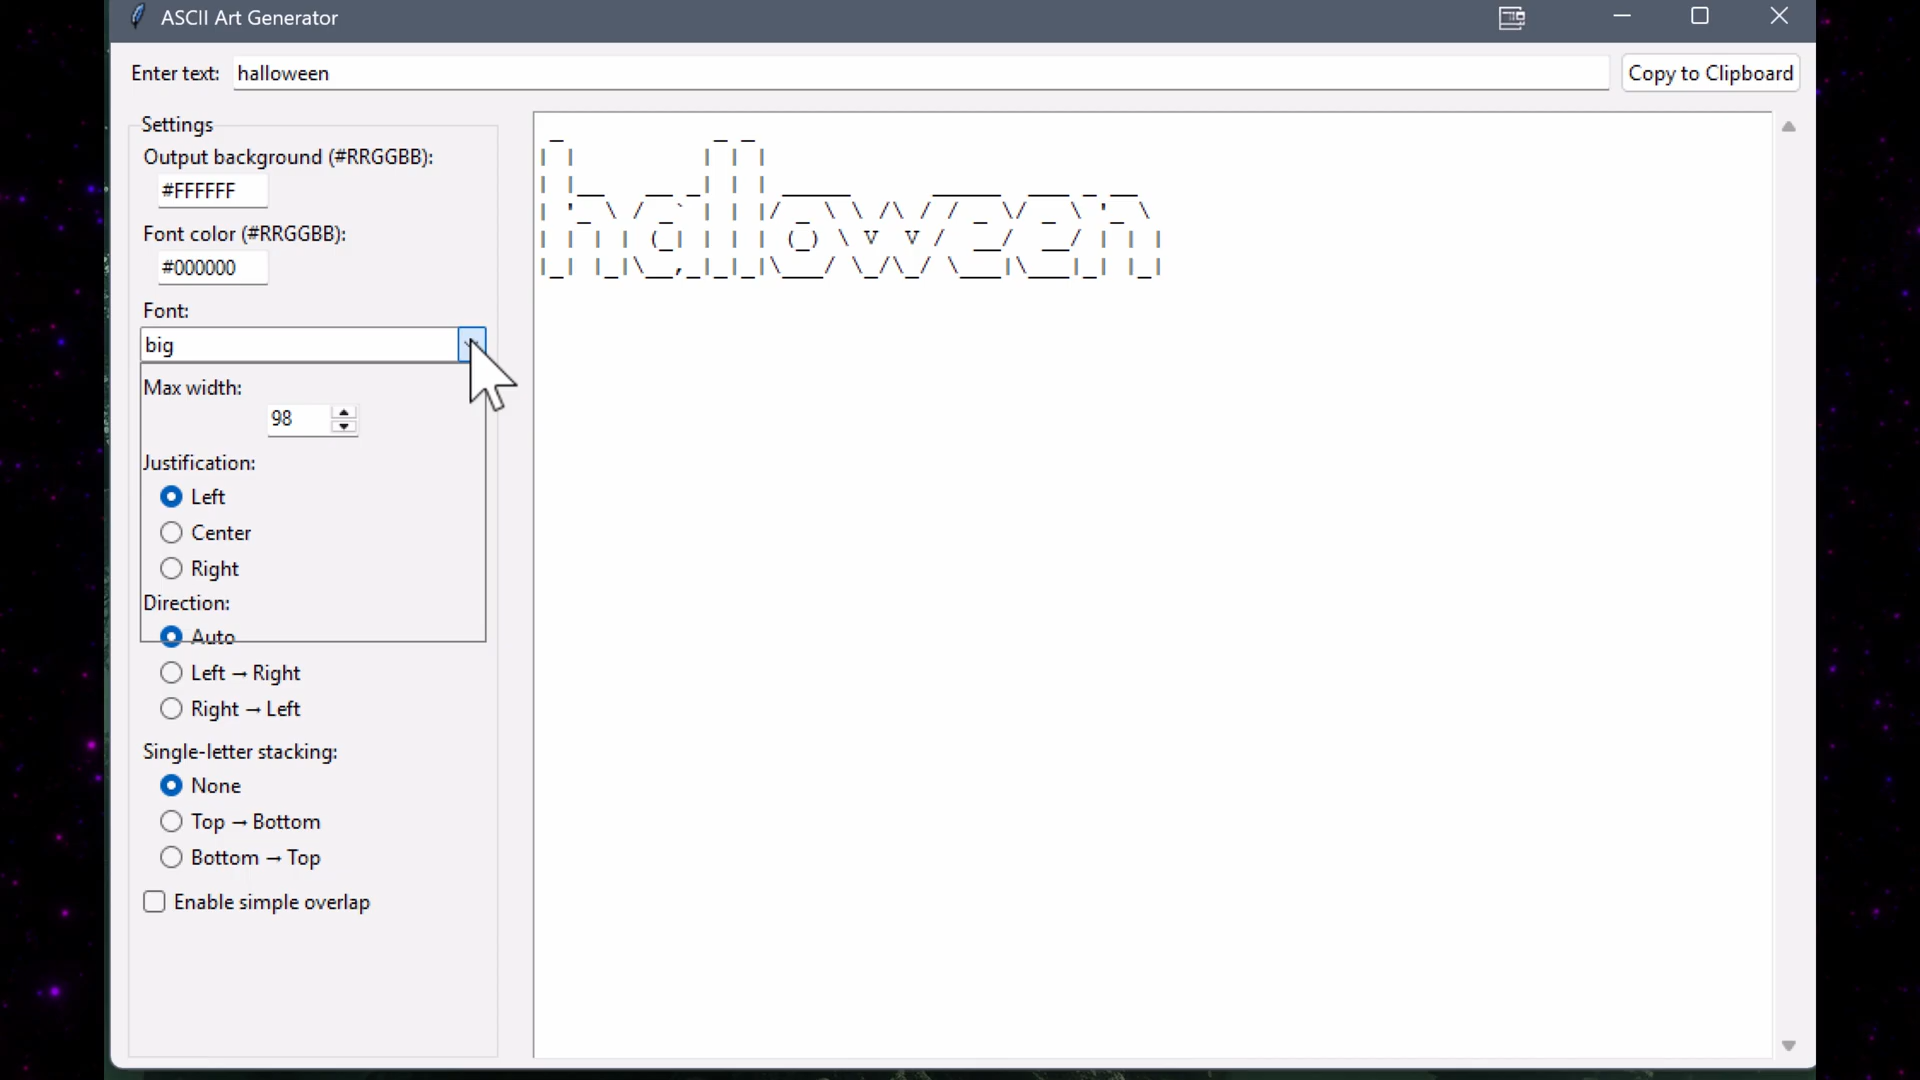 ASCII Art Generator
Enter text: halloween Copy to Clipboard
Settings
Output background (#RRGGBB):
#FFFFFF
Font color (#RRGGBB):
#000000
Font:
big
Max width:
98
Justification:
Left
Center
Right
Direction:
Auto
Left → Right
Right → Left
Single-letter stacking:
None
Top → Bottom
Bottom → Top
Enable simple overlap
halloween